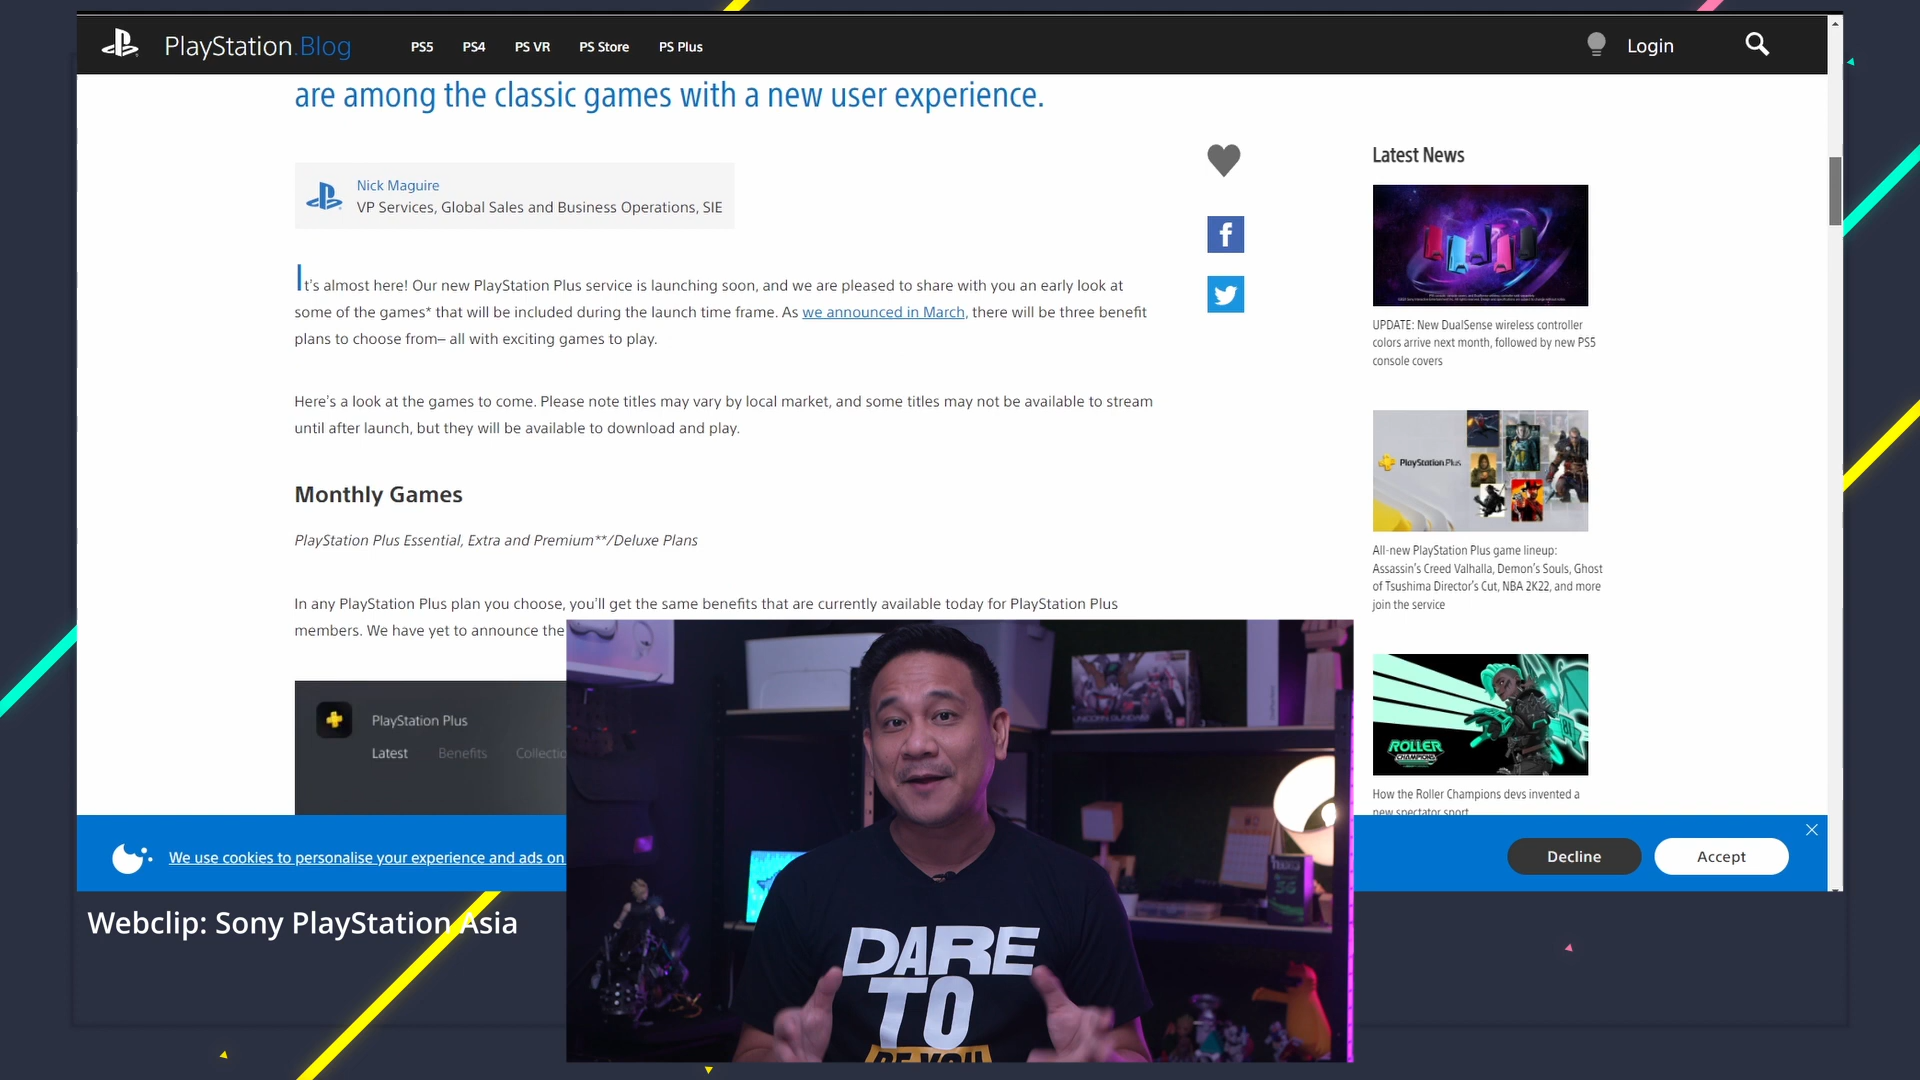 PlayStation.Blog
PS5
PS4
PS VR
PS Store
PS Plus
Login
are among the classic games with a new user experience.
Nick Maguire
VP Services, Global Sales and Business Operations, SIE
It's almost here! Our new PlayStation Plus service is launching soon, and we are pleased to share with you an early look at
some of the games* that will be included during the launch time frame. As we announced in March, there will be three benefit
plans to choose from– all with exciting games to play.
Here's a look at the games to come. Please note titles may vary by local market, and some titles may not be available to stream
until after launch, but they will be available to download and play.
Monthly Games
PlayStation Plus Essential, Extra and Premium**/Deluxe Plans
In any PlayStation Plus plan you choose, you'll get the same benefits that are currently available today for PlayStation Plus
members. We have yet to announce the
PlayStation Plus
Latest
Benefits
Collectio
Latest News
UPDATE: New DualSense wireless controller
colors arrive next month, followed by new PS5
console covers
PlayStation Plus
All-new PlayStation Plus game lineup:
Assassin's Creed Valhalla, Demon's Souls, Ghost
of Tsushima Director's Cut, NBA 2K22, and more
join the service
ROLLER
CHAMPIONS
How the Roller Champions devs invented a
new spectator sport
We use cookies to personalise your experience and ads on
Decline
Accept
UNICORN GUNDAM
DARE
TO
BE YOU
Webclip: Sony PlayStation Asia